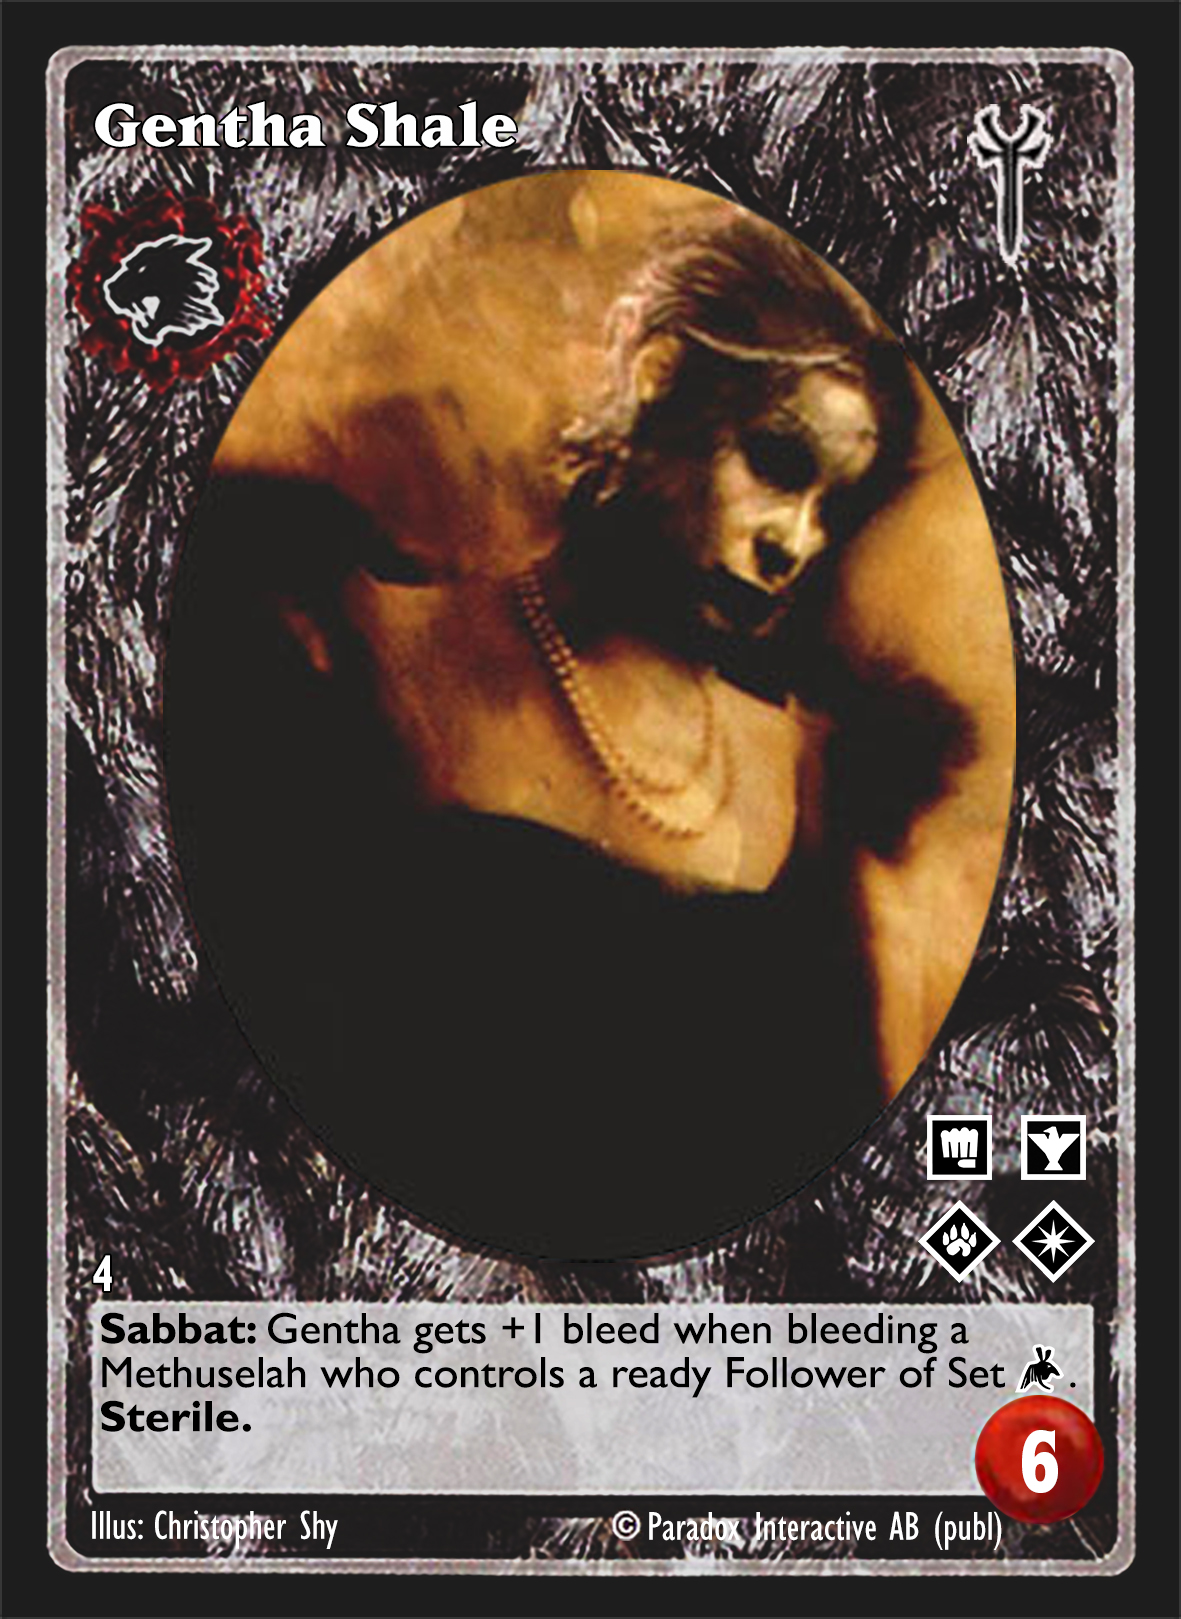 Gentha Shale
4
Sabbat: Gentha gets +1 bleed when bleeding a
Methuselah who controls a ready Follower of Set .
Sterile.
6
Illus: Christopher Shy
© Paradox Interactive AB (publ)